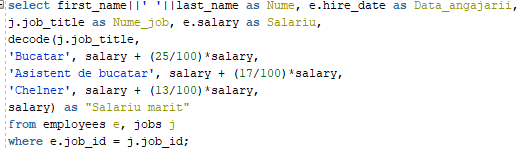 select first_name||' '||last_name as Nume, e.hire_date as Data_angajarii,
j.job_title as Nume_job, e.salary as Salariu,
decode(j.job_title,
'Bucatar', salary + (25/100)*salary,
'Asistent de bucatar', salary + (17/100)*salary,
'Chelner', salary + (13/100)*salary,
salary) as "Salariu marit"
from employees e, jobs j
where e.job_id = j.job_id;